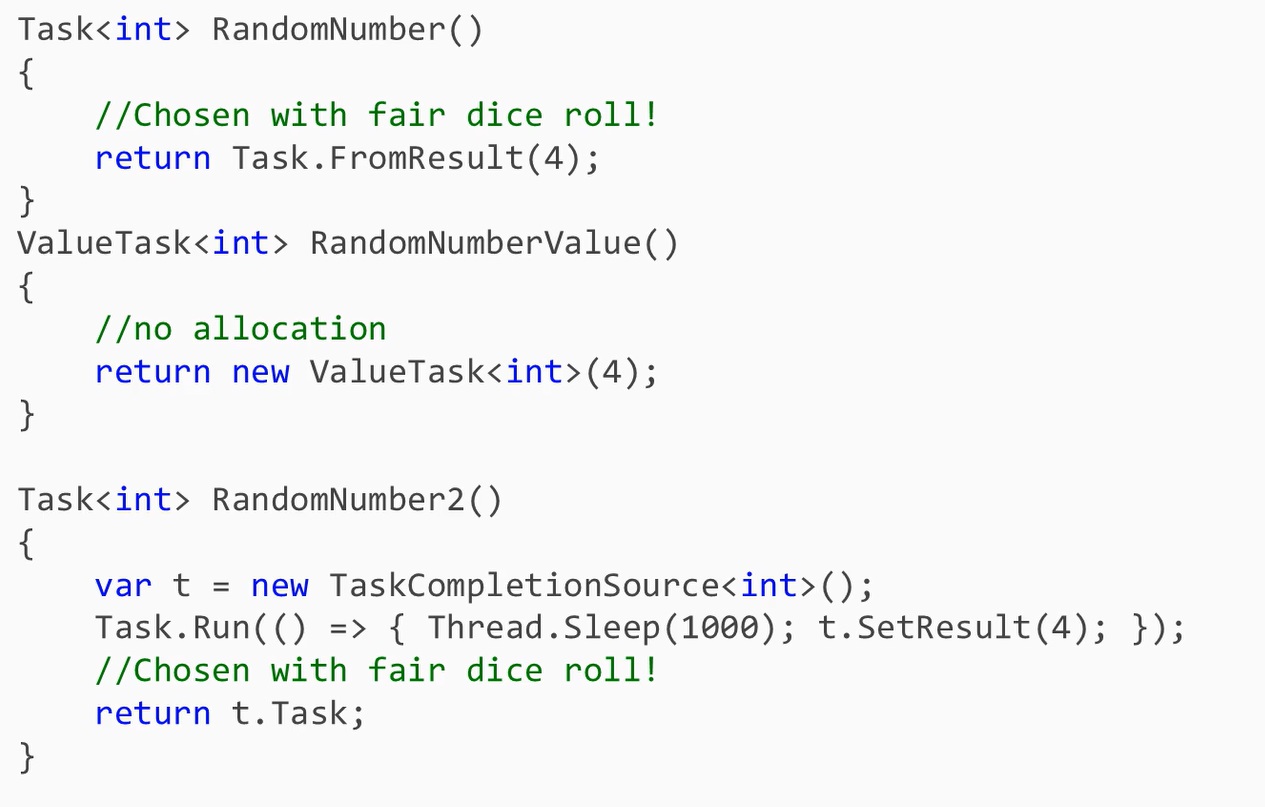 Task<int> RandomNumber()
{
    //Chosen with fair dice roll!
    return Task.FromResult(4);
}
ValueTask<int> RandomNumberValue()
{
    //no allocation
    return new ValueTask<int>(4);
}

Task<int> RandomNumber2()
{
    var t = new TaskCompletionSource<int>();
    Task.Run(() => { Thread.Sleep(1000); t.SetResult(4); });
    //Chosen with fair dice roll!
    return t.Task;
}